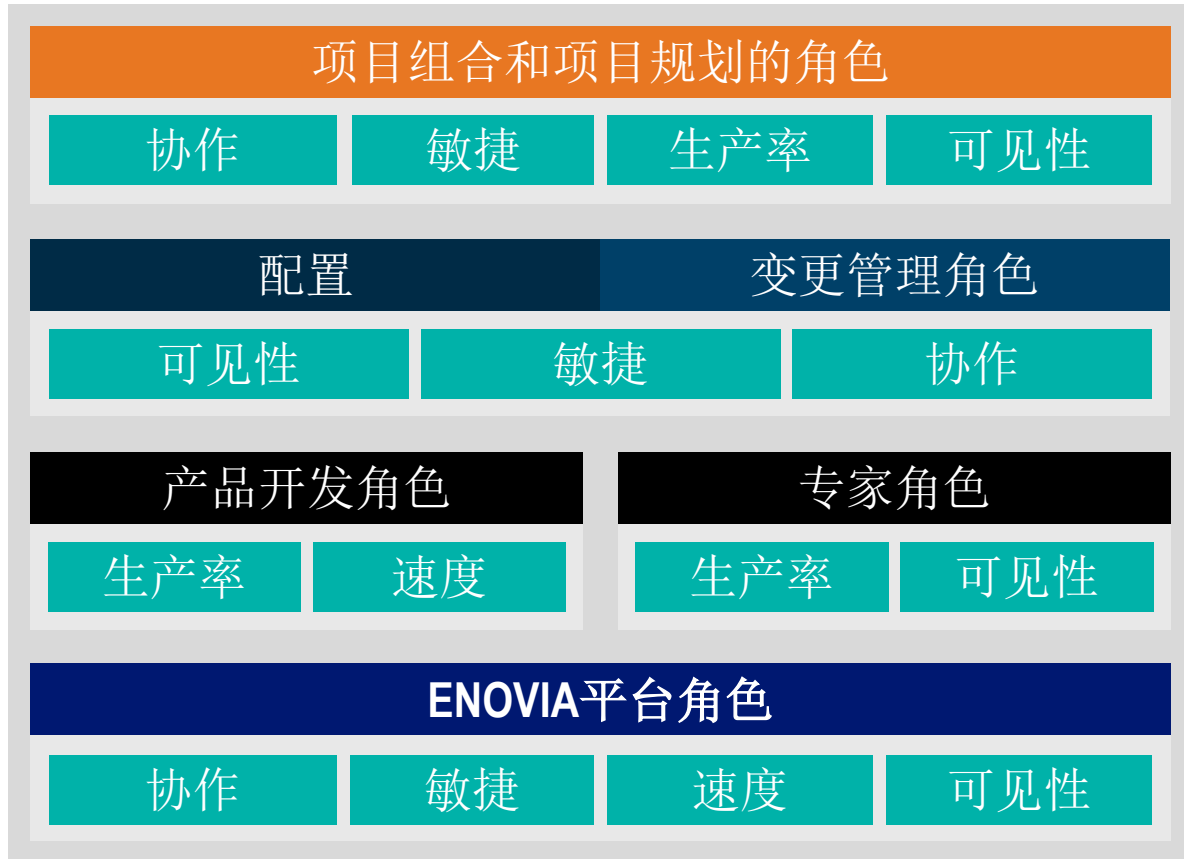 项目组合和项目规划的角色
协作 敏捷 生产率 可见性
配置 变更管理角色
可见性 敏捷 协作
产品开发角色 专家角色
生产率 速度 生产率 可见性
ENOVIA平台角色
协作 敏捷 速度 可见性